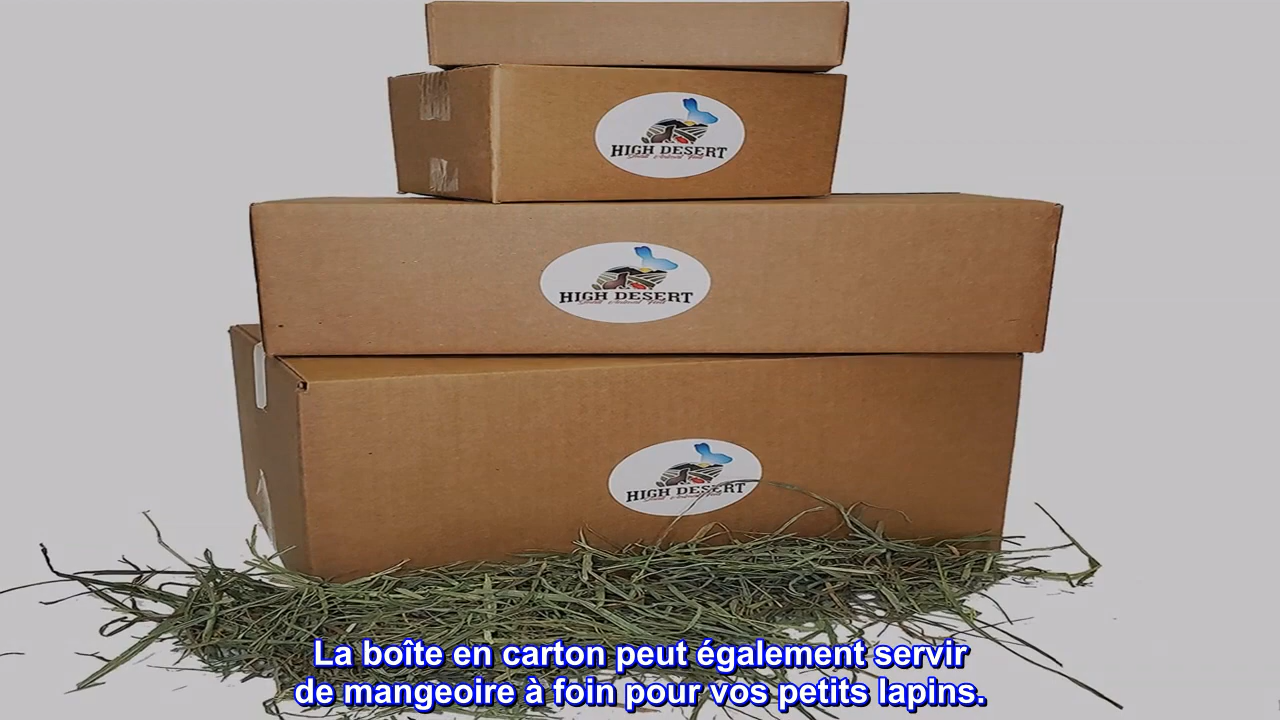 HIGH DESERT
HIGH DESERT
HIGH DESERT
La boîte en carton peut également servir
de mangeoire à foin pour vos petits lapins.